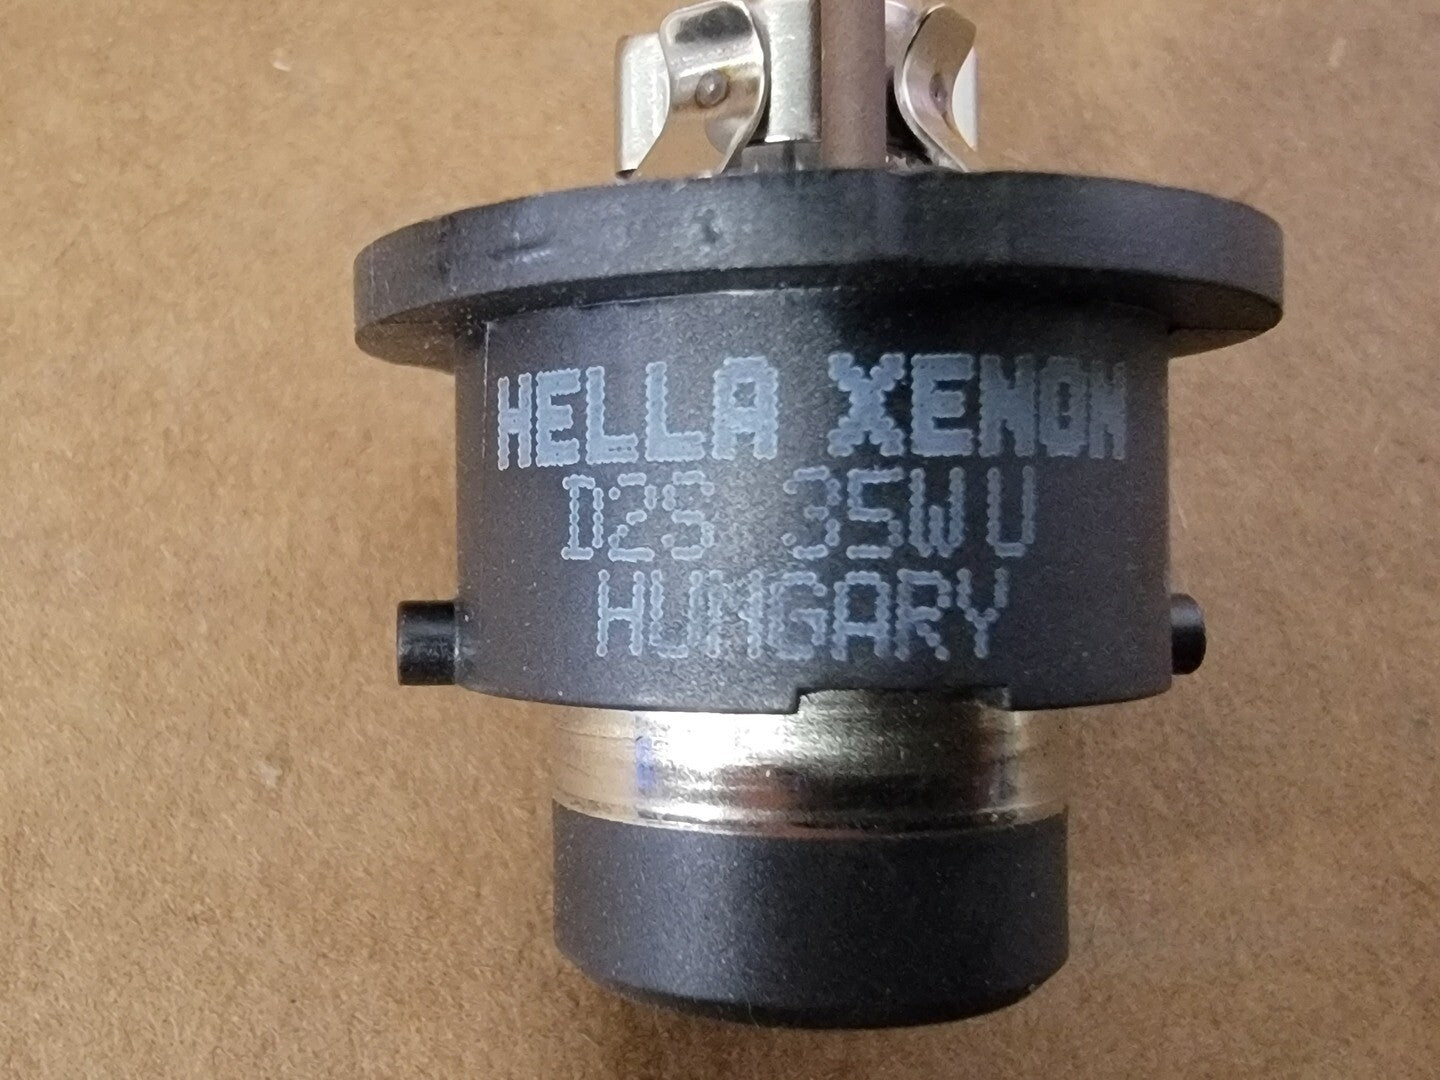 HELLA XENON
D2S 35W U
HUNGARY